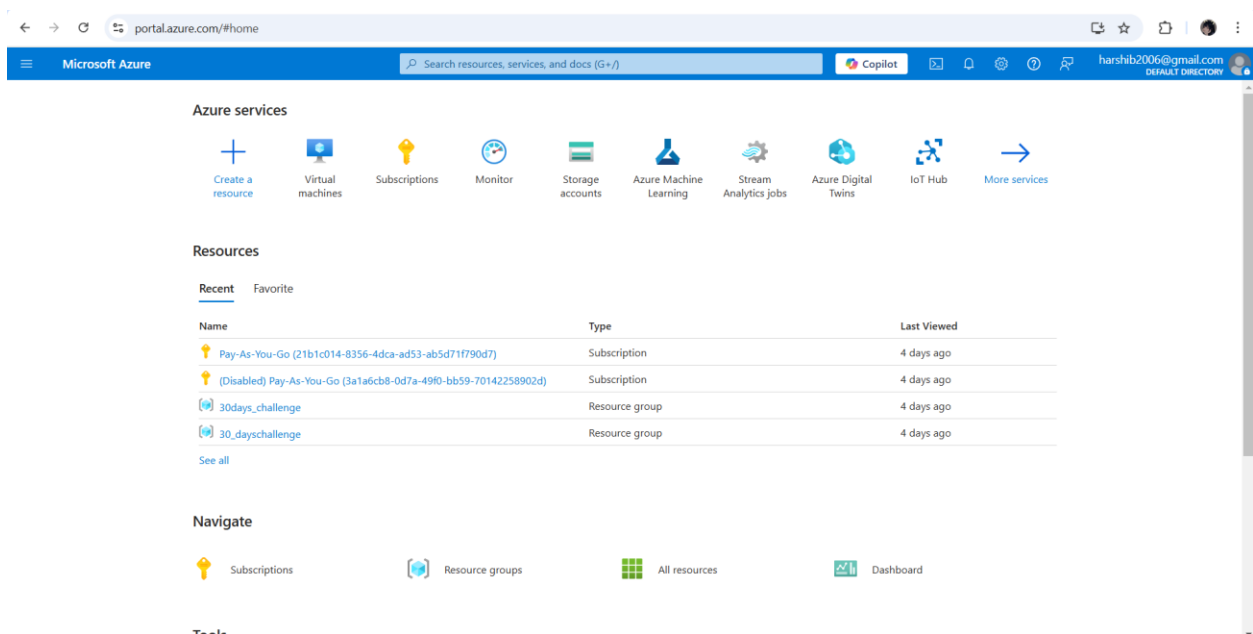 portal.azure.com/#home
Microsoft Azure
Search resources, services, and docs (G+/)
Copilot
harshib2006@gmail.com
DEFAULT DIRECTORY
Azure services
Create a resource
Virtual machines
Subscriptions
Monitor
Storage accounts
Azure Machine Learning
Stream Analytics jobs
Azure Digital Twins
IoT Hub
More services
Resources
Recent Favorite
Name Type Last Viewed
Pay-As-You-Go (21b1c014-8356-4dca-ad53-ab5d71f790d7) Subscription 4 days ago
(Disabled) Pay-As-You-Go (3a1a6cb8-0d7a-49f0-bb59-70142258902d) Subscription 4 days ago
30days_challenge Resource group 4 days ago
30_dayschallenge Resource group 4 days ago
See all
Navigate
Subscriptions Resource groups All resources Dashboard
Tools